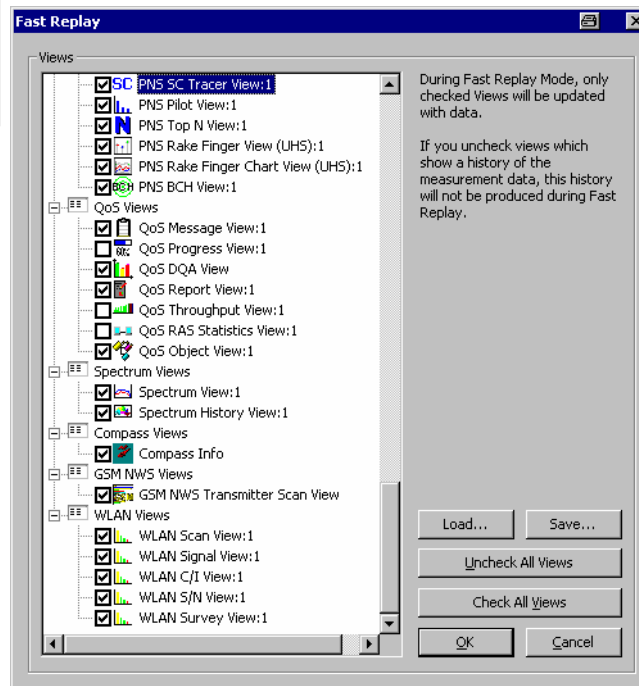 Fast Replay
Views
SC PNS SC Tracer View:1
PNS Pilot View:1
N PNS Top N View:1
PNS Rake Finger View (UHS):1
PNS Rake Finger Chart View (UHS):1
BCH PNS BCH View:1
QoS Views
QoS Message View:1
60% QoS Progress View:1
QoS DQA View
QoS Report View:1
QoS Throughput View:1
QoS RAS Statistics View:1
QoS Object View:1
Spectrum Views
Spectrum View:1
Spectrum History View:1
Compass Views
Compass Info
GSM NWS Views
GSM NWS Transmitter Scan View
WLAN Views
WLAN Scan View:1
WLAN Signal View:1
WLAN C/I View:1
WLAN S/N View:1
WLAN Survey View:1
During Fast Replay Mode, only
checked Views will be updated
with data.
If you uncheck views which
show a history of the
measurement data, this history
will not be produced during Fast
Replay.
Load... Save...
Uncheck All Views
Check All Views
OK Cancel